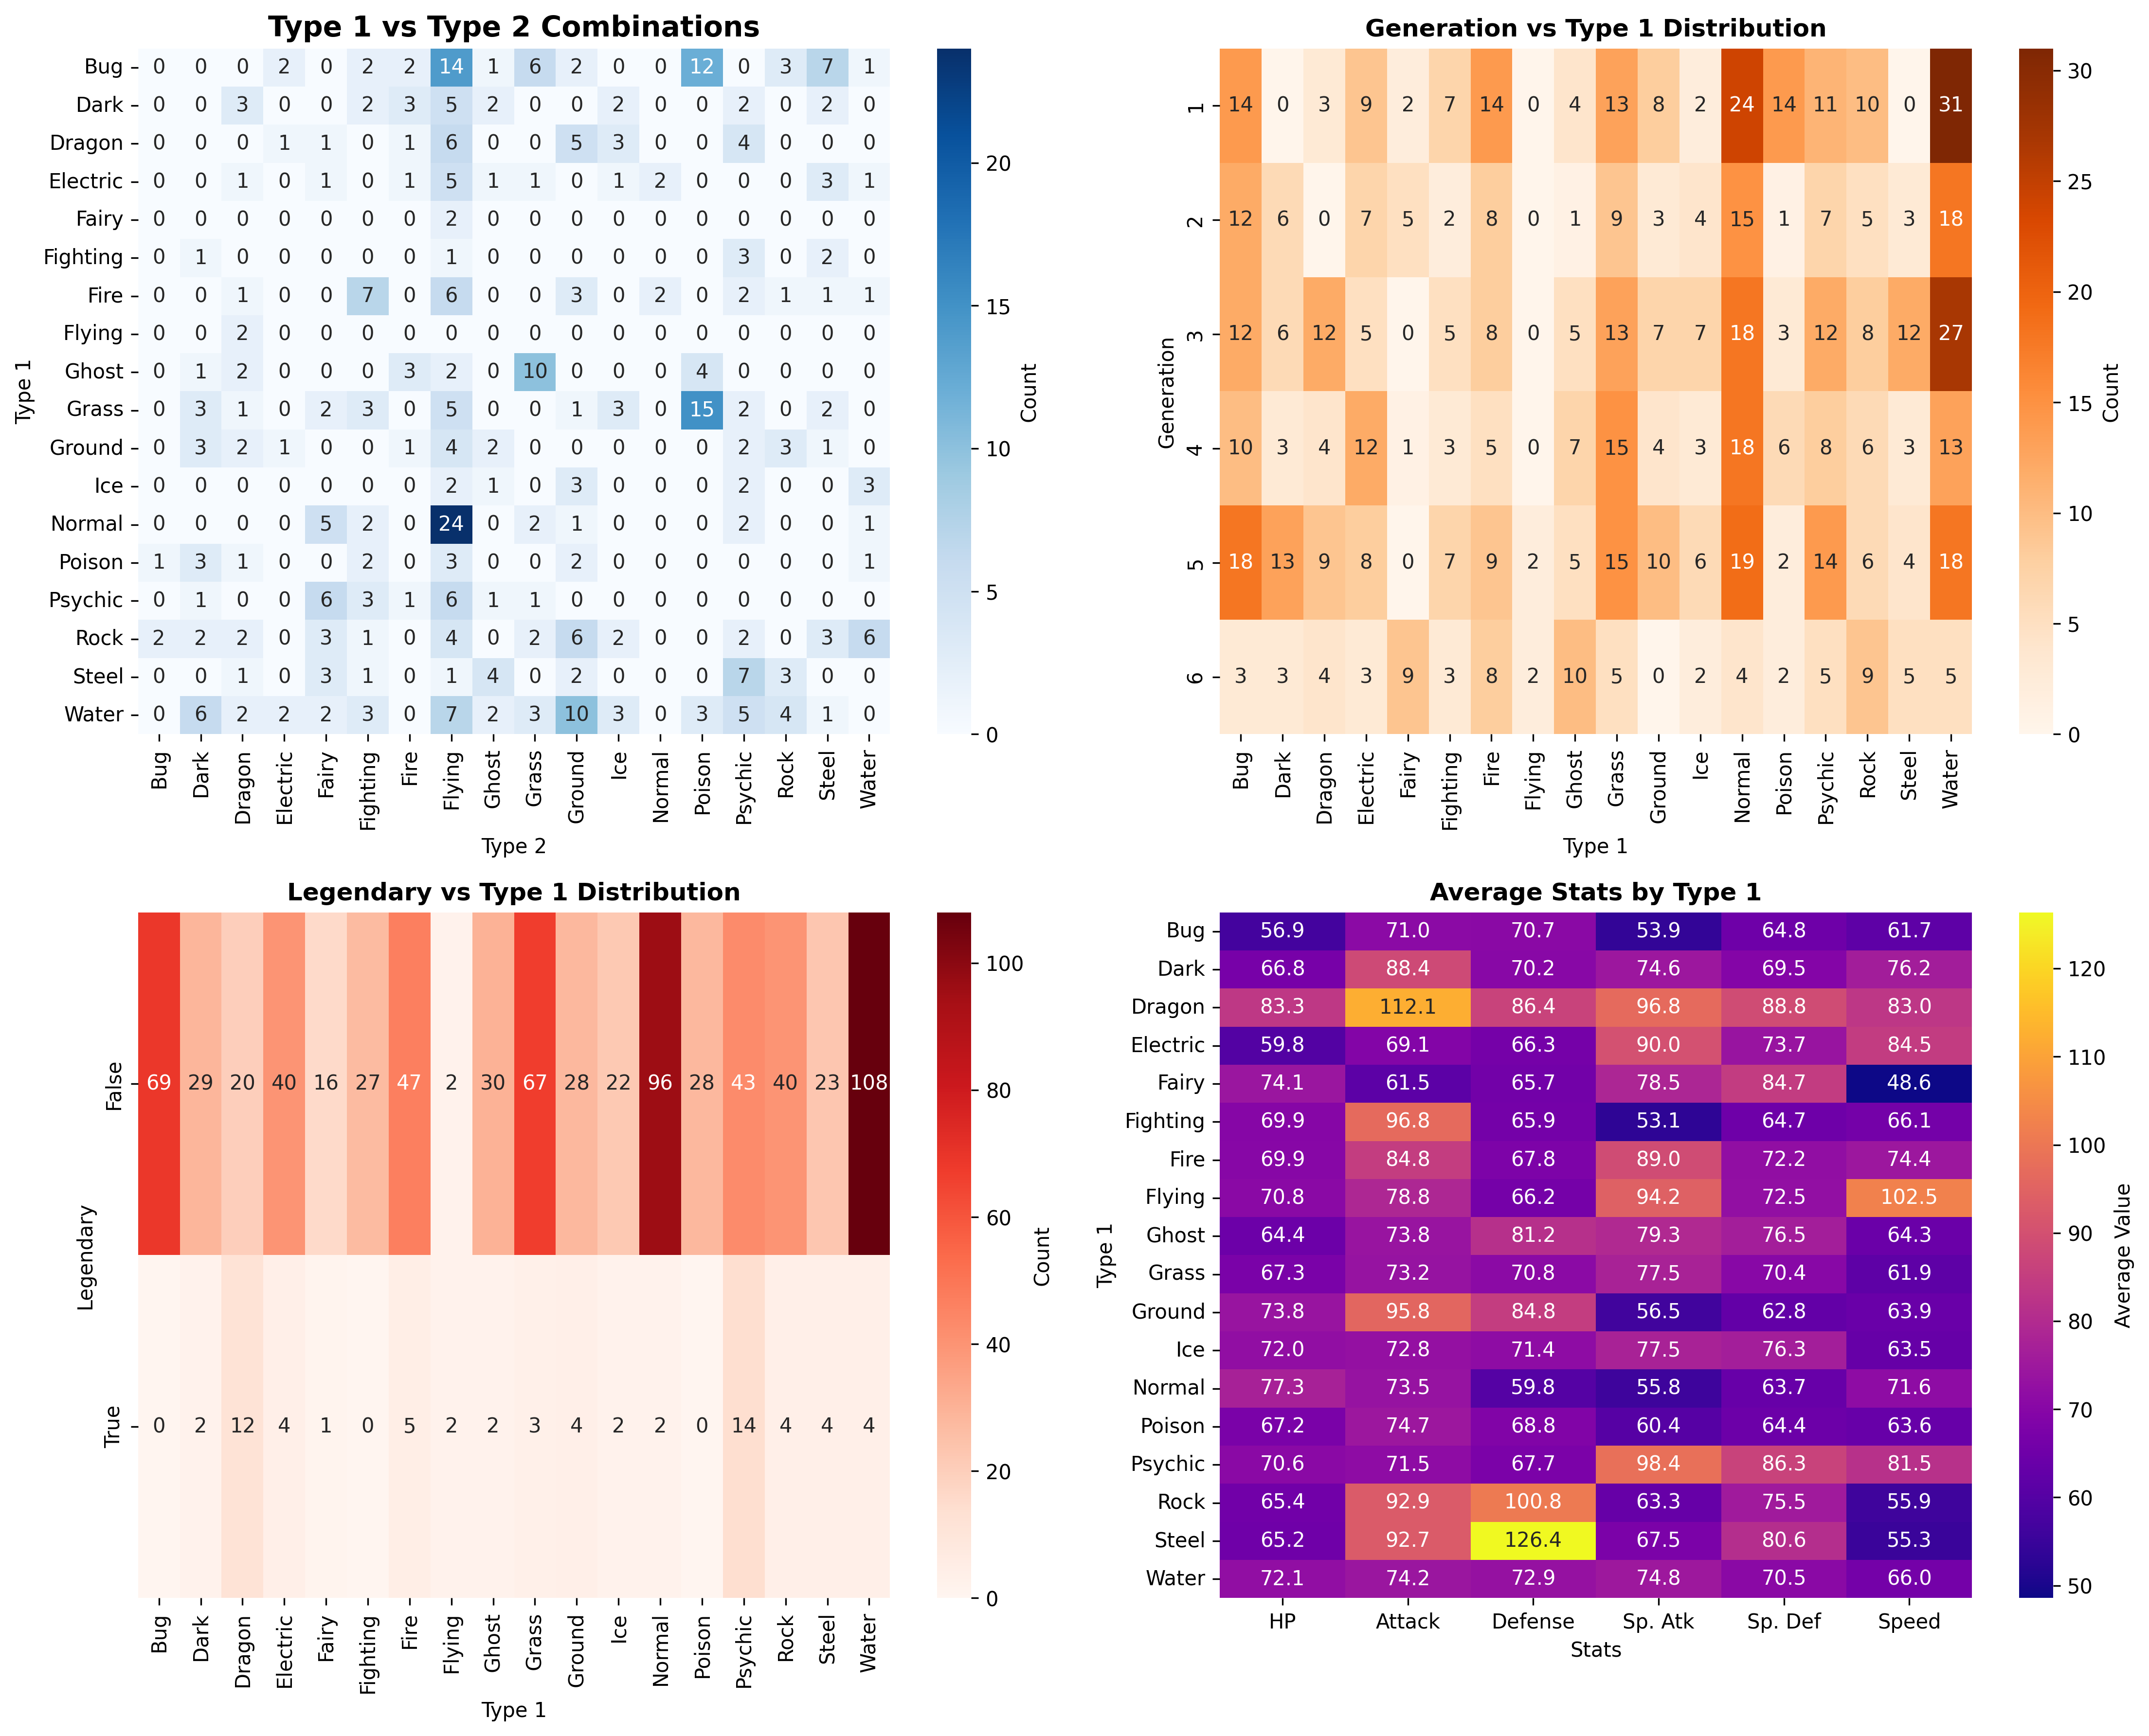 Type 1 vs Type 2 Combinations
Type 1
Bug 0 0 0 2 0 2 2 14 1 6 2 0 0 12 0 3 7 1
Dark 0 0 3 0 0 2 3 5 2 0 0 2 0 0 2 0 2 0
Dragon 0 0 0 1 1 0 1 6 0 0 5 3 0 0 4 0 0 0
Electric 0 0 1 0 1 0 1 5 1 1 0 1 2 0 0 0 3 1
Fairy 0 0 0 0 0 0 0 2 0 0 0 0 0 0 0 0 0 0
Fighting 0 1 0 0 0 0 0 1 0 0 0 0 0 0 3 0 2 0
Fire 0 0 1 0 0 7 0 6 0 0 3 0 2 0 2 1 1 1
Flying 0 0 2 0 0 0 0 0 0 0 0 0 0 0 0 0 0 0
Ghost 0 1 2 0 0 0 3 2 0 10 0 0 0 4 0 0 0 0
Grass 0 3 1 0 2 3 0 5 0 0 1 3 0 15 2 0 2 0
Ground 0 3 2 1 0 0 1 4 2 0 0 0 0 0 2 3 1 0
Ice 0 0 0 0 0 0 0 2 1 0 3 0 0 0 2 0 0 3
Normal 0 0 0 0 5 2 0 24 0 2 1 0 0 0 2 0 0 1
Poison 1 3 1 0 0 2 0 3 0 0 2 0 0 0 0 0 0 1
Psychic 0 1 0 0 6 3 1 6 1 1 0 0 0 0 0 0 0 0
Rock 2 2 2 0 3 1 0 4 0 2 6 2 0 0 2 0 3 6
Steel 0 0 1 0 3 1 0 1 4 0 2 0 0 0 7 3 0 0
Water 0 6 2 2 2 3 0 7 2 3 10 3 0 3 5 4 1 0
Bug Dark Dragon Electric Fairy Fighting Fire Flying Ghost Grass Ground Ice Normal Poison Psychic Rock Steel Water
Type 2
20
15
10
5
0
Count
Generation vs Type 1 Distribution
Generation
1 14 0 3 9 2 7 14 0 4 13 8 2 24 14 11 10 0 31
2 12 6 0 7 5 2 8 0 1 9 3 4 15 1 7 5 3 18
3 12 6 12 5 0 5 8 0 5 13 7 7 18 3 12 8 12 27
4 10 3 4 12 1 3 5 0 7 15 4 3 18 6 8 6 3 13
5 18 13 9 8 0 7 9 2 5 15 10 6 19 2 14 6 4 18
6 3 3 4 3 9 3 8 2 10 5 0 2 4 2 5 9 5 5
Bug Dark Dragon Electric Fairy Fighting Fire Flying Ghost Grass Ground Ice Normal Poison Psychic Rock Steel Water
Type 1
30
25
20
15
10
5
0
Count
Legendary vs Type 1 Distribution
Legendary
False 69 29 20 40 16 27 47 2 30 67 28 22 96 28 43 40 23 108
True 0 2 12 4 1 0 5 2 2 3 4 2 2 0 14 4 4 4
Bug Dark Dragon Electric Fairy Fighting Fire Flying Ghost Grass Ground Ice Normal Poison Psychic Rock Steel Water
Type 1
100
80
60
40
20
0
Count
Average Stats by Type 1
Type 1
Bug 56.9 71.0 70.7 53.9 64.8 61.7
Dark 66.8 88.4 70.2 74.6 69.5 76.2
Dragon 83.3 112.1 86.4 96.8 88.8 83.0
Electric 59.8 69.1 66.3 90.0 73.7 84.5
Fairy 74.1 61.5 65.7 78.5 84.7 48.6
Fighting 69.9 96.8 65.9 53.1 64.7 66.1
Fire 69.9 84.8 67.8 89.0 72.2 74.4
Flying 70.8 78.8 66.2 94.2 72.5 102.5
Ghost 64.4 73.8 81.2 79.3 76.5 64.3
Grass 67.3 73.2 70.8 77.5 70.4 61.9
Ground 73.8 95.8 84.8 56.5 62.8 63.9
Ice 72.0 72.8 71.4 77.5 76.3 63.5
Normal 77.3 73.5 59.8 55.8 63.7 71.6
Poison 67.2 74.7 68.8 60.4 64.4 63.6
Psychic 70.6 71.5 67.7 98.4 86.3 81.5
Rock 65.4 92.9 100.8 63.3 75.5 55.9
Steel 65.2 92.7 126.4 67.5 80.6 55.3
Water 72.1 74.2 72.9 74.8 70.5 66.0
HP Attack Defense Sp. Atk Sp. Def Speed
Stats
120
110
100
90
80
70
60
50
Average Value